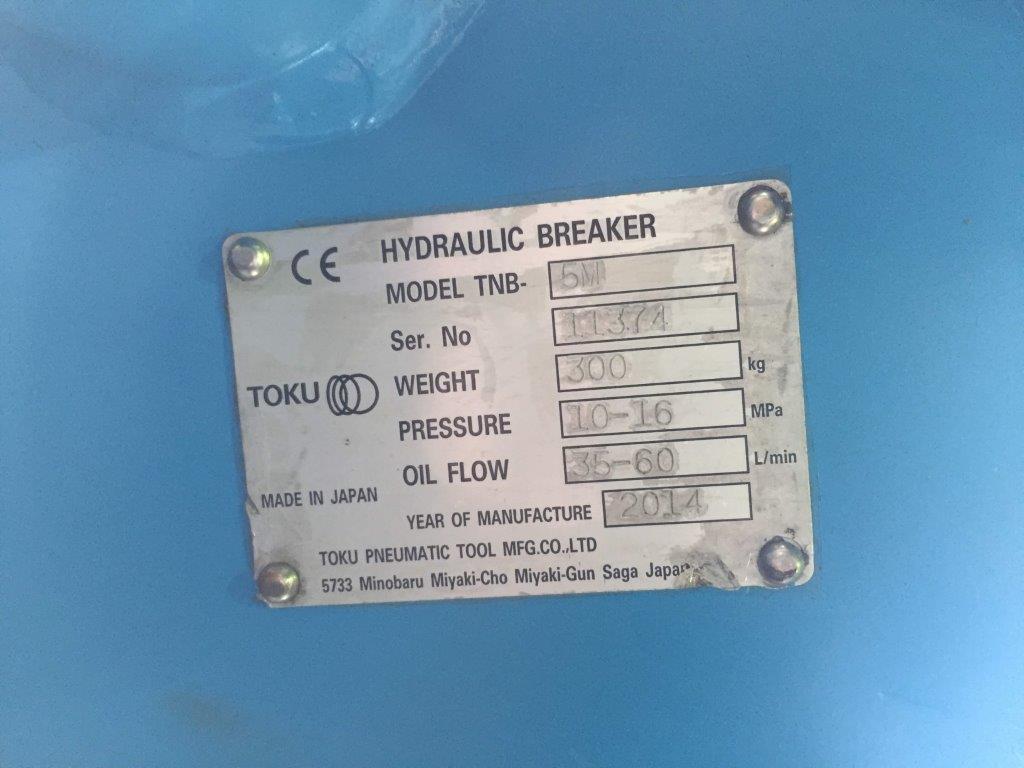 CE HYDRAULIC BREAKER
MODEL TNB- 5M
Ser. No 11374
TOKU
WEIGHT 300 kg
PRESSURE 10-16 MPa
OIL FLOW 35-60 L/min
MADE IN JAPAN
YEAR OF MANUFACTURE 2014
TOKU PNEUMATIC TOOL MFG.CO.,LTD
5733 Minobaru Miyaki-Cho Miyaki-Gun Saga Japan